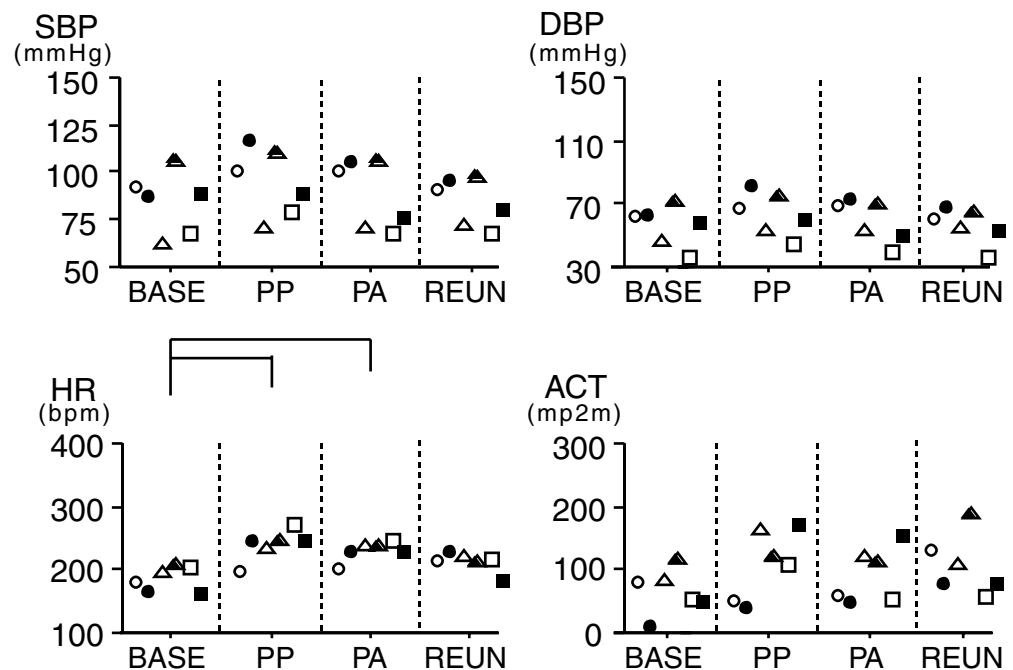 SBP
(mmHg)
150
125
100
75
50
BASE PP PA REUN
DBP
(mmHg)
150
110
70
30
BASE PP PA REUN
HR
(bpm)
400
300
200
100
BASE PP PA REUN
ACT
(mp2m)
300
200
100
0
BASE PP PA REUN